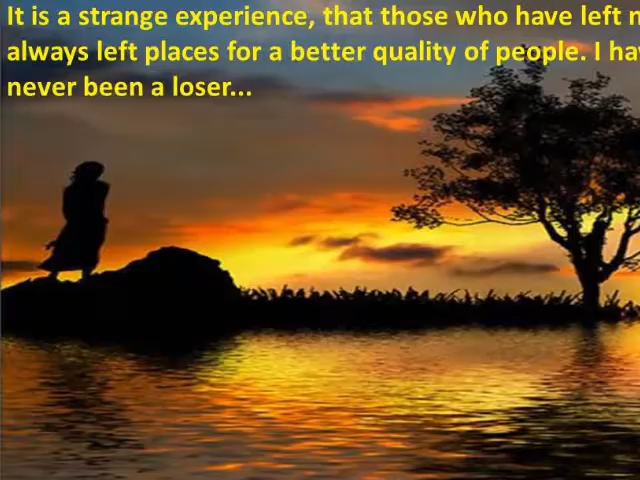 It is a strange experience, that those who have left
always left places for a better quality of people. I
never been a loser...